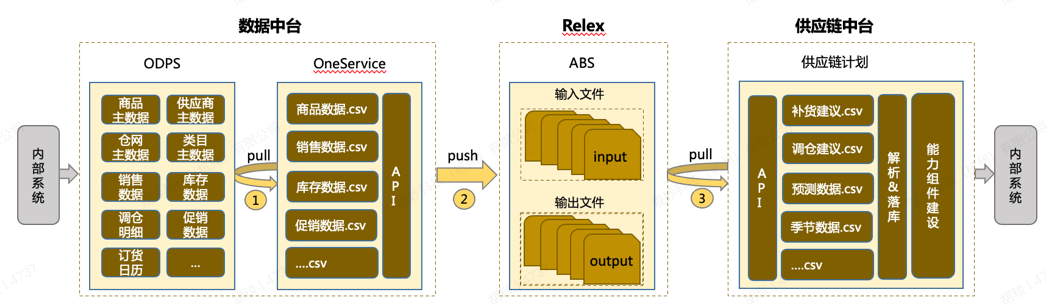 数据中台
Relex
供应链中台
ODPS
OneService
ABS
供应链计划
内部系统
商品
主数据
供应商
主数据
仓网
主数据
类目
主数据
销售
数据
库存
数据
调仓
明细
促销
数据
订货
日历
...
pull
1
商品数据.csv
销售数据.csv
库存数据.csv
促销数据.csv
....csv
API
push
2
输入文件
input
输出文件
output
pull
3
API
补货建议.csv
调仓建议.csv
预测数据.csv
季节数据.csv
....csv
解析&落库
能力组件建设
内部系统